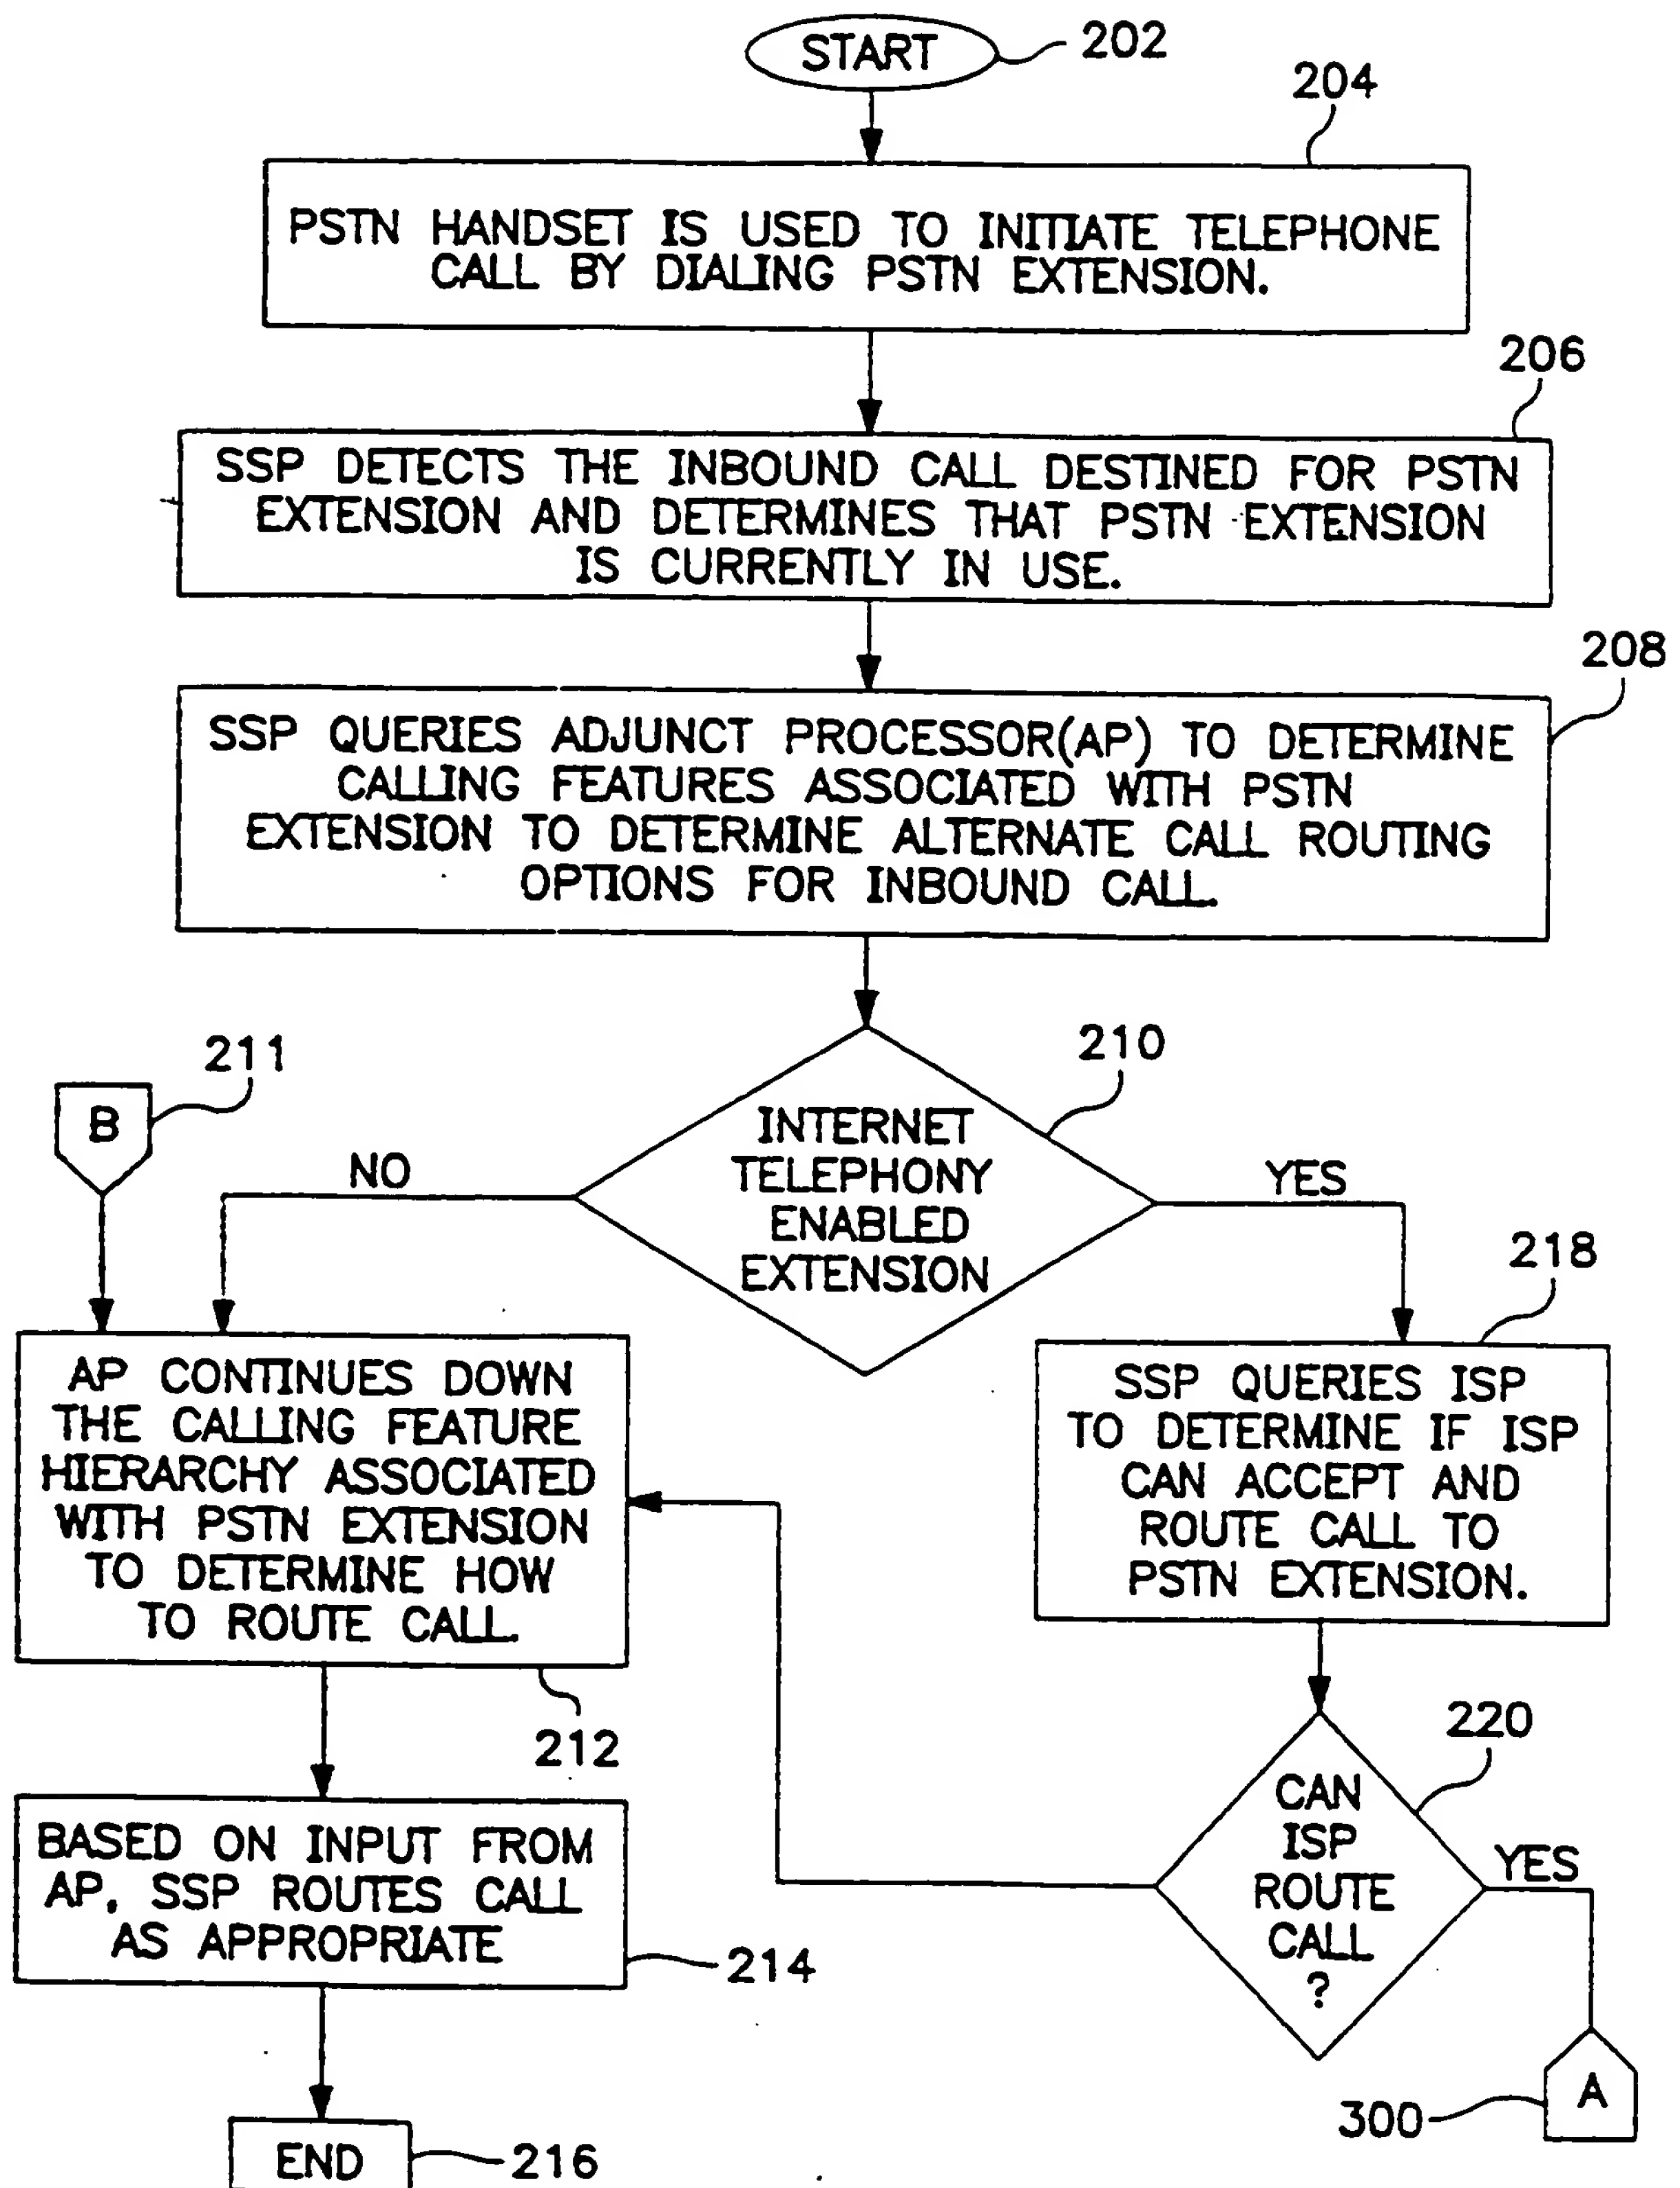 START
202
204
PSTN HANDSET IS USED TO INITIATE TELEPHONE
CALL BY DIALING PSTN EXTENSION.
206
SSP DETECTS THE INBOUND CALL DESTINED FOR PSTN
EXTENSION AND DETERMINES THAT PSTN EXTENSION
IS CURRENTLY IN USE.
208
SSP QUERIES ADJUNCT PROCESSOR(AP) TO DETERMINE
CALLING FEATURES ASSOCIATED WITH PSTN
EXTENSION TO DETERMINE ALTERNATE CALL ROUTING
OPTIONS FOR INBOUND CALL.
211
B
210
INTERNET
TELEPHONY
ENABLED
EXTENSION
NO
YES
218
AP CONTINUES DOWN
THE CALLING FEATURE
HIERARCHY ASSOCIATED
WITH PSTN EXTENSION
TO DETERMINE HOW
TO ROUTE CALL.
212
SSP QUERIES ISP
TO DETERMINE IF ISP
CAN ACCEPT AND
ROUTE CALL TO
PSTN EXTENSION.
220
CAN
ISP
ROUTE
CALL
?
YES
BASED ON INPUT FROM
AP, SSP ROUTES CALL
AS APPROPRIATE
214
A
300
END
216